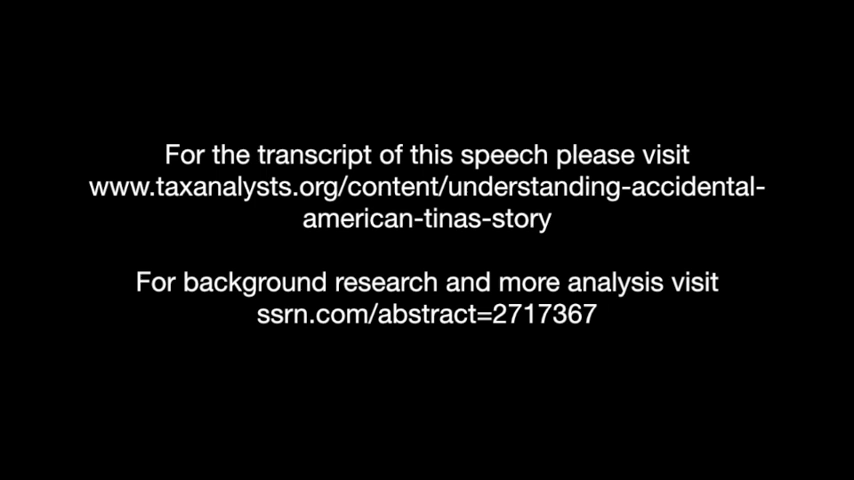 For the transcript of this speech please visit
www.taxanalysts.org/content/understanding-accidental-
american-tinas-story
For background research and more analysis visit
ssrn.com/abstract=2717367